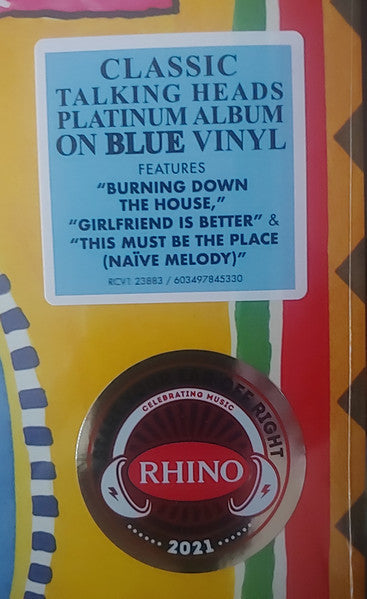 CLASSIC
TALKING HEADS
PLATINUM ALBUM
ON BLUE VINYL
FEATURES
“BURNING DOWN
THE HOUSE,”
“GIRLFRIEND IS BETTER” &
“THIS MUST BE THE PLACE
(NAÏVE MELODY)”
RCV1 23883 / 603497845330
RIGHT
CELEBRATING MUSIC
RHINO
2021